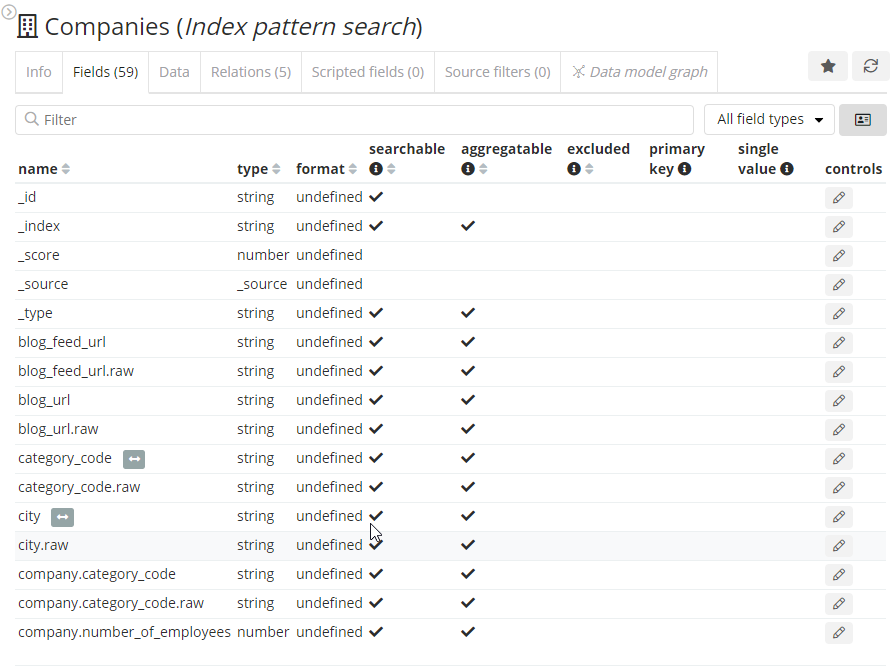 Companies (Index pattern search)
Info Fields (59) Data Relations (5) Scripted fields (0) Source filters (0) Data model graph
Filter All field types
name type format searchable aggregatable excluded primary key single value controls
_id string undefined
_index string undefined
_score number undefined
_source _source undefined
_type string undefined
blog_feed_url string undefined
blog_feed_url.raw string undefined
blog_url string undefined
blog_url.raw string undefined
category_code string undefined
category_code.raw string undefined
city string undefined
city.raw string undefined
company.category_code string undefined
company.category_code.raw string undefined
company.number_of_employees number undefined